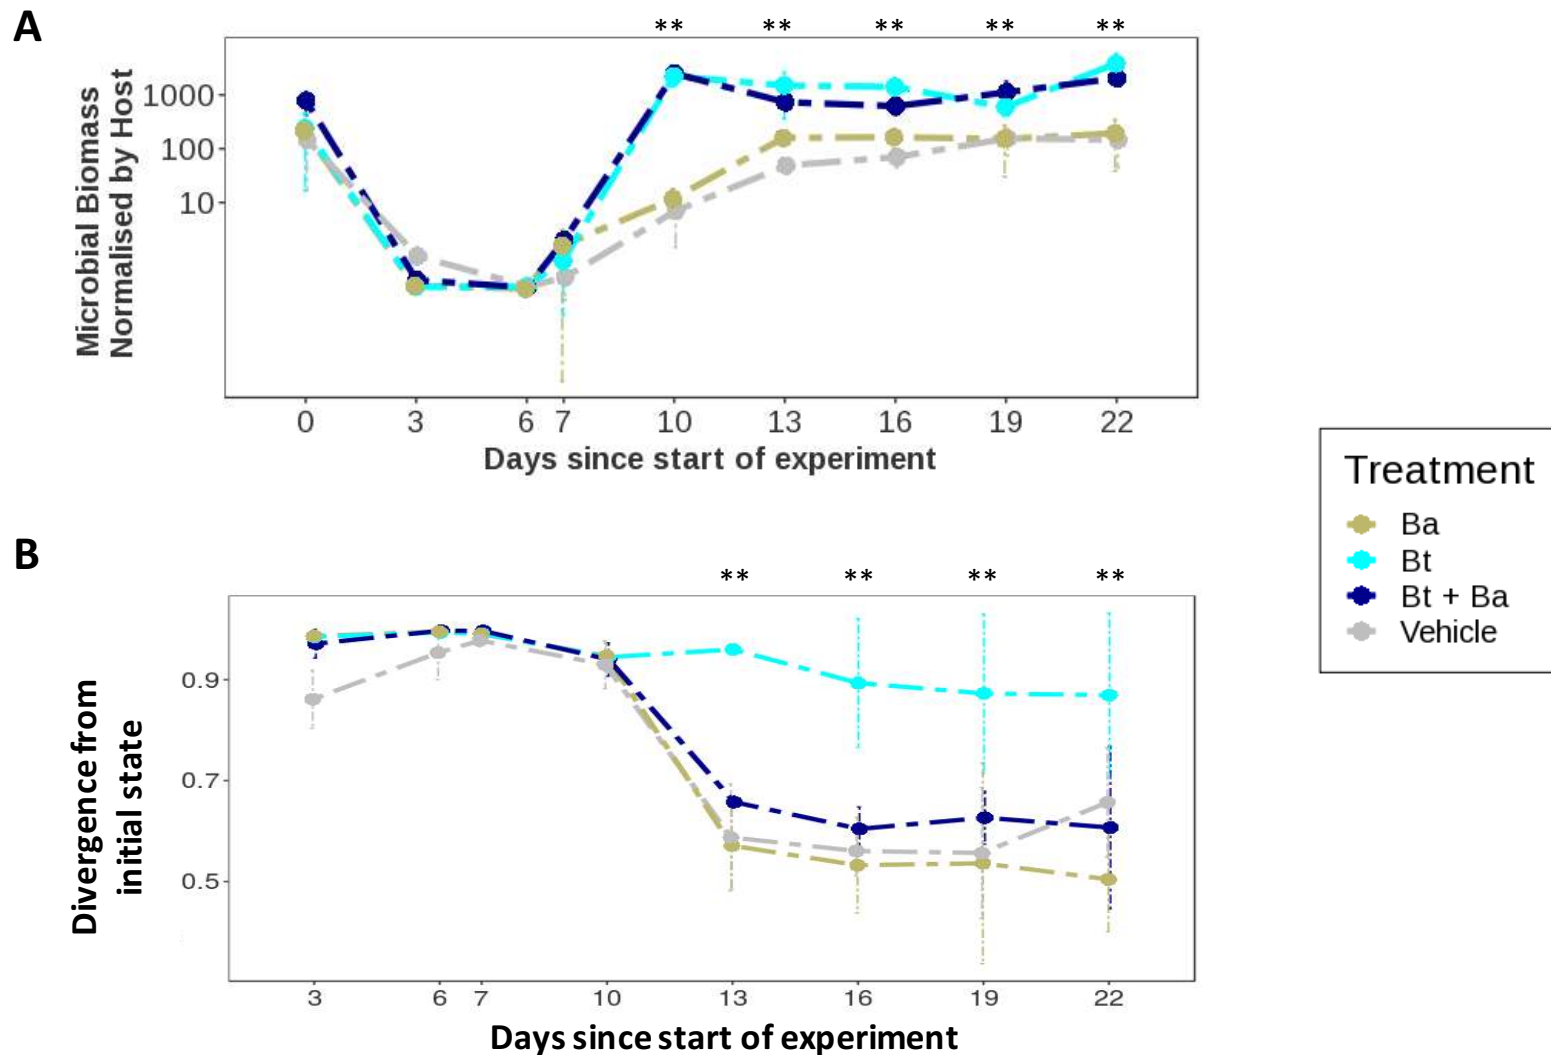 A
** ** ** ** **
Microbial Biomass
Normalised by Host
1000
100
10
0 3 6 7 10 13 16 19 22
Days since start of experiment
Treatment
Ba
Bt
Bt + Ba
Vehicle
B
** ** ** **
Divergence from
initial state
0.9
0.7
0.5
3 6 7 10 13 16 19 22
Days since start of experiment